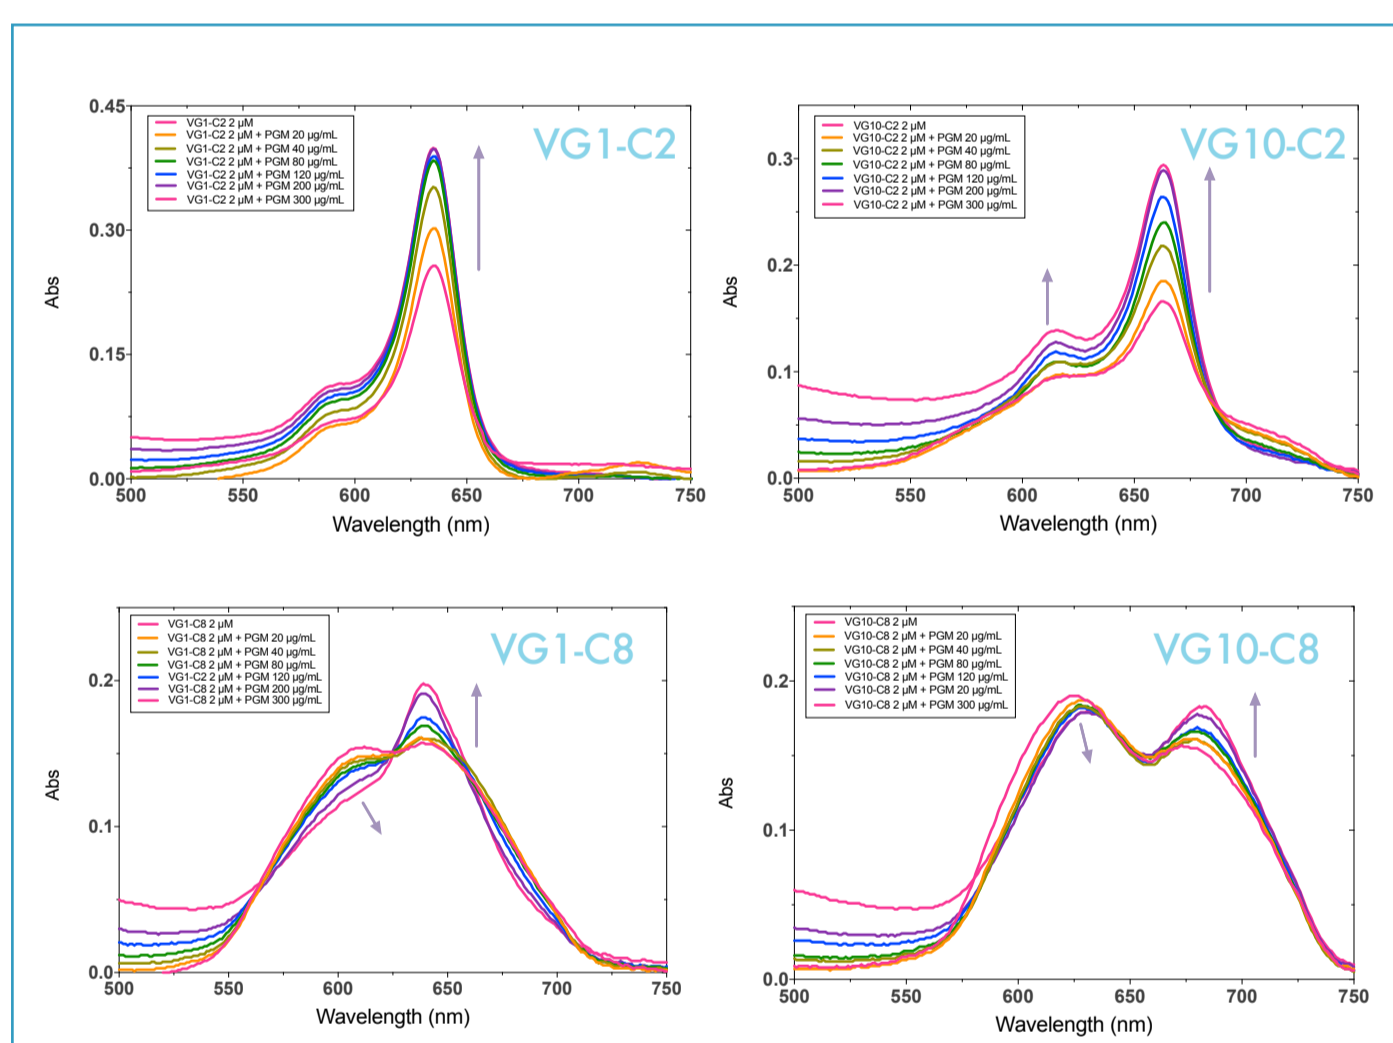 VG1-C2
VG1-C2 2 µM
VG1-C2 2 µM + PGM 20 µg/mL
VG1-C2 2 µM + PGM 40 µg/mL
VG1-C2 2 µM + PGM 80 µg/mL
VG1-C2 2 µM + PGM 120 µg/mL
VG1-C2 2 µM + PGM 200 µg/mL
VG1-C2 2 µM + PGM 300 µg/mL
0.45
0.30
0.15
0.00
Abs
500 550 600 650 700 750
Wavelength (nm)
VG10-C2
VG10-C2 2 µM
VG10-C2 2 µM + PGM 20 µg/mL
VG10-C2 2 µM + PGM 40 µg/mL
VG10-C2 2 µM + PGM 80 µg/mL
VG10-C2 2 µM + PGM 120 µg/mL
VG10-C2 2 µM + PGM 200 µg/mL
VG10-C2 2 µM + PGM 300 µg/mL
0.3
0.2
0.1
0.0
Abs
500 550 600 650 700 750
Wavelength (nm)
VG1-C8
VG1-C8 2 µM
VG1-C8 2 µM + PGM 20 µg/mL
VG1-C8 2 µM + PGM 40 µg/mL
VG1-C8 2 µM + PGM 80 µg/mL
VG1-C2 2 µM + PGM 120 µg/mL
VG1-C8 2 µM + PGM 200 µg/mL
VG1-C8 2 µM + PGM 300 µg/mL
0.2
0.1
0.0
Abs
500 550 600 650 700 750
Wavelength (nm)
VG10-C8
VG10-C8 2 µM
VG10-C8 2 µM + PGM 20 µg/mL
VG10-C8 2 µM + PGM 40 µg/mL
VG10-C8 2 µM + PGM 80 µg/mL
VG10-C8 2 µM + PGM 120 µg/mL
VG10-C8 2 µM + PGM 20 µg/mL
VG10-C8 2 µM + PGM 300 µg/mL
0.2
0.1
0.0
Abs
500 550 600 650 700 750
Wavelength (nm)